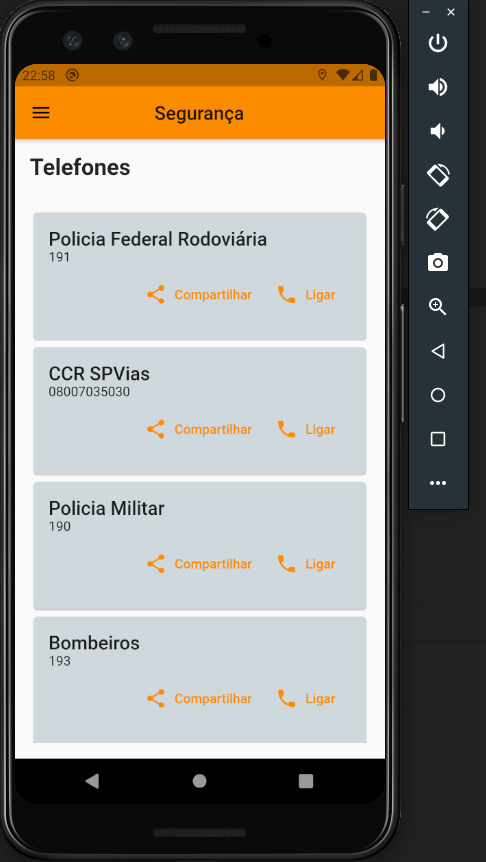 22:58
Segurança
Telefones
Policia Federal Rodoviária
191
Compartilhar Ligar
CCR SPVias
08007035030
Compartilhar Ligar
Policia Militar
190
Compartilhar Ligar
Bombeiros
193
Compartilhar Ligar